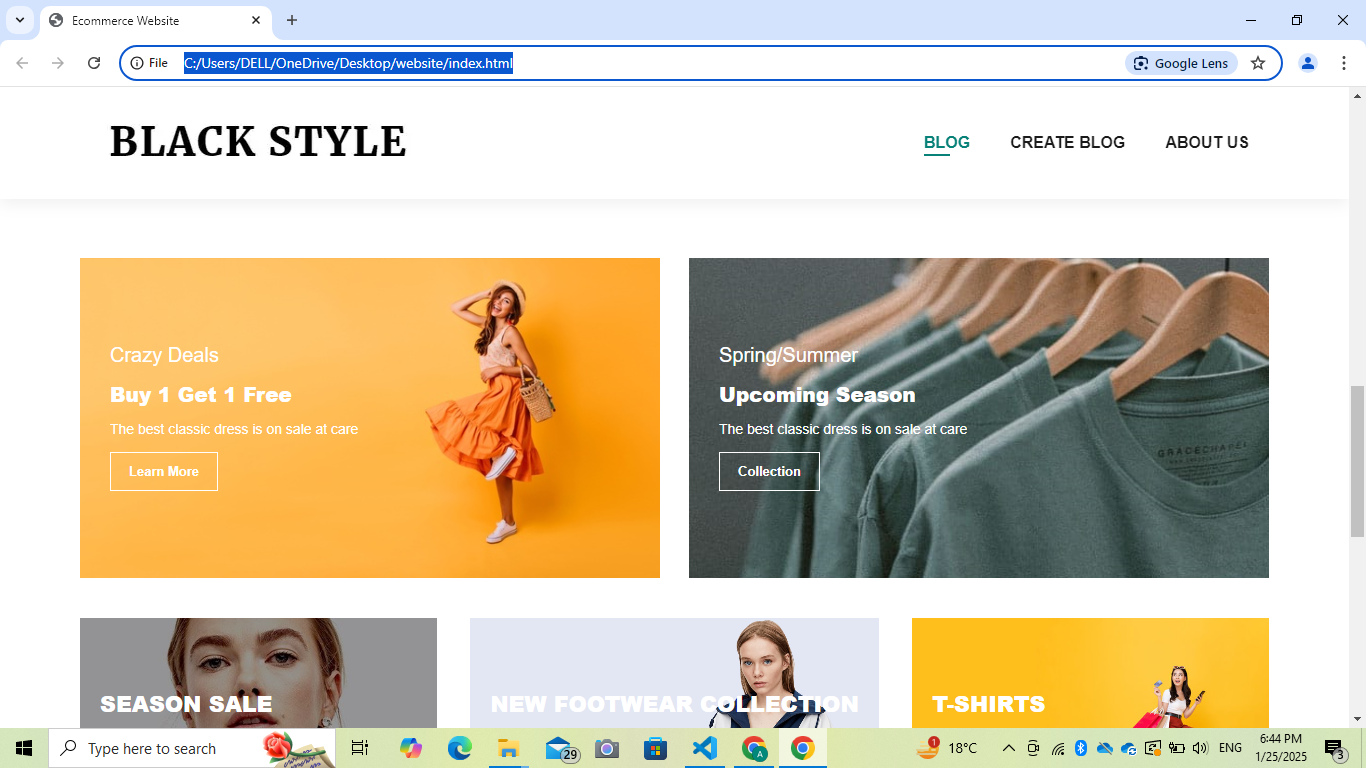 Ecommerce Website
File
C:/Users/DELL/OneDrive/Desktop/website/index.html
Google Lens
BLACK STYLE
BLOG
CREATE BLOG
ABOUT US
Crazy Deals
Buy 1 Get 1 Free
The best classic dress is on sale at care
Learn More
Spring/Summer
Upcoming Season
The best classic dress is on sale at care
Collection
SEASON SALE
NEW FOOTWEAR COLLECTION
T-SHIRTS
Type here to search
29
A
1
18°C
ENG
6:44 PM
1/25/2025
3